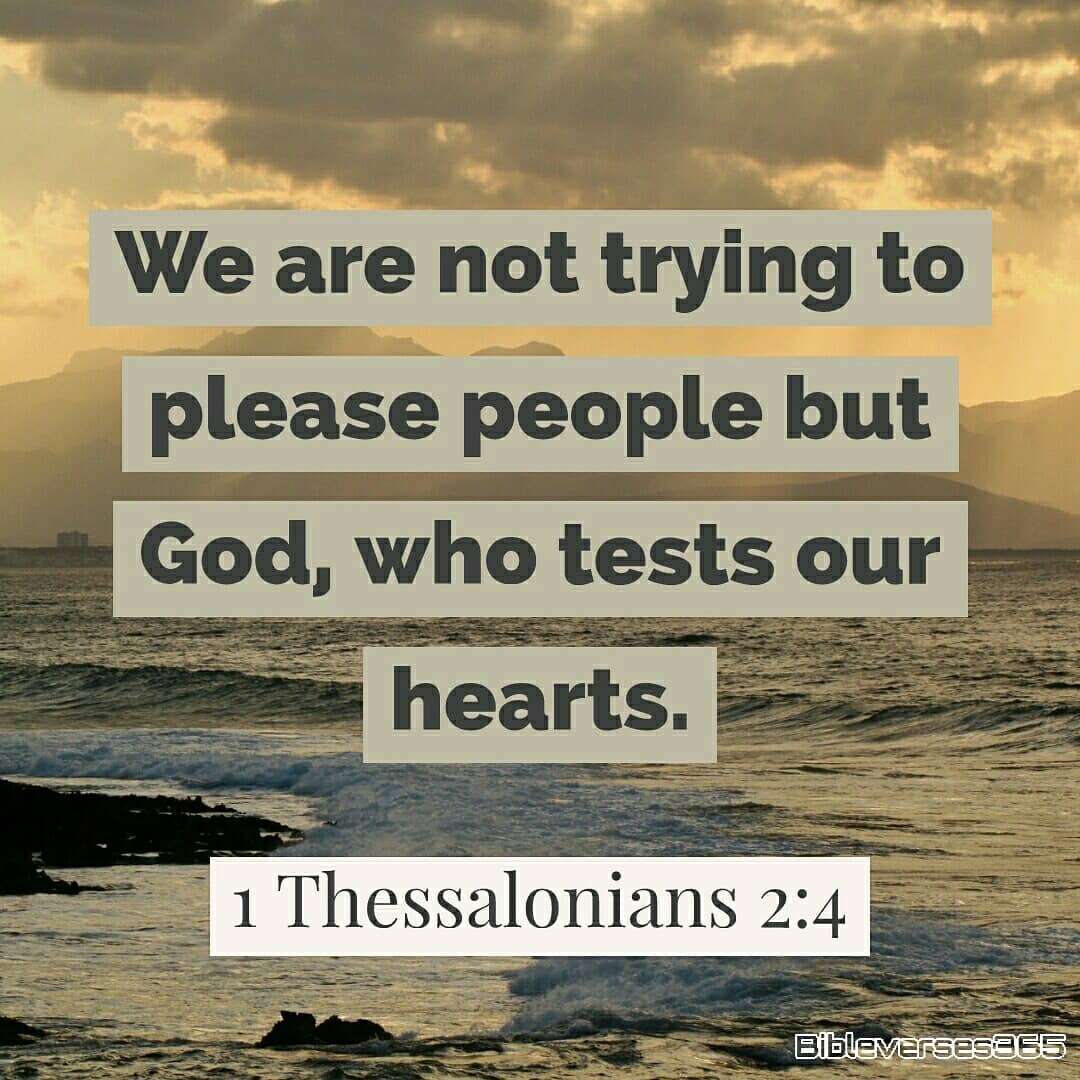 We are not trying to
please people but
God, who tests our
hearts.
1 Thessalonians 2:4
Bibleverses365